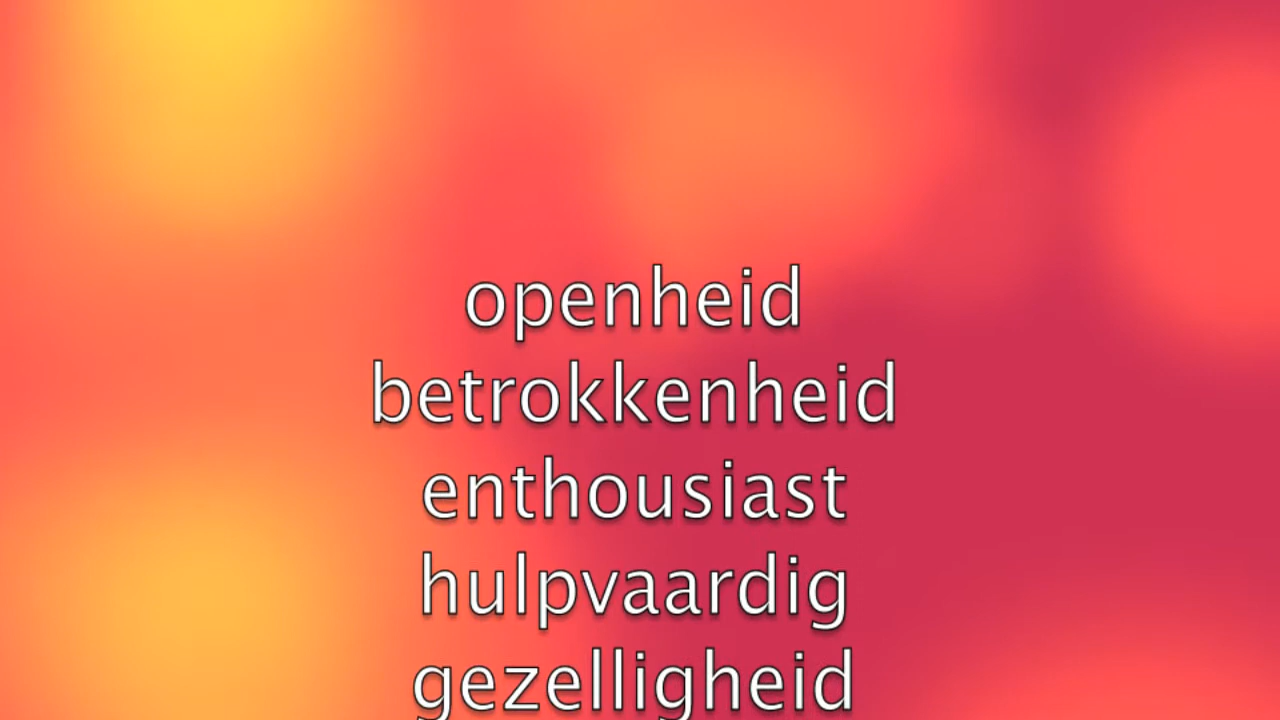 openheid
betrokkenheid
enthousiast
hulpvaardig
gezelligheid